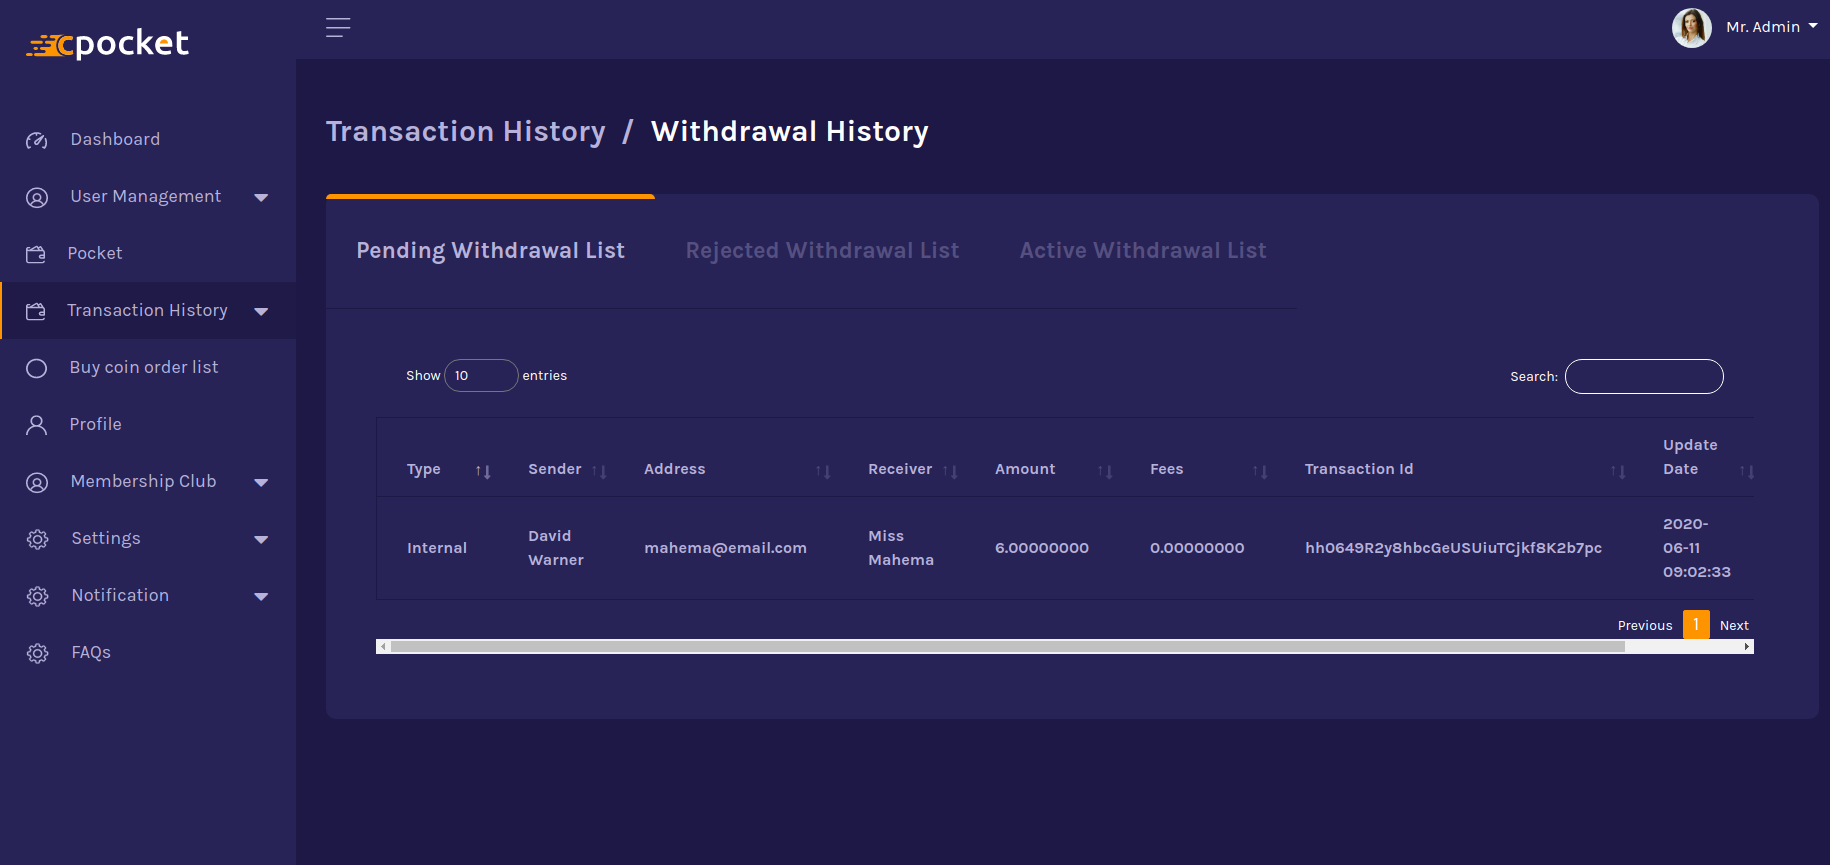 cpocket
Mr. Admin
Dashboard
User Management
Pocket
Transaction History
Buy coin order list
Profile
Membership Club
Settings
Notification
FAQs
Transaction History / Withdrawal History
Pending Withdrawal List Rejected Withdrawal List Active Withdrawal List
Show 10 entries Search:
Type Sender Address Receiver Amount Fees Transaction Id Update Date
Internal David Warner mahema@email.com Miss Mahema 6.00000000 0.00000000 hh0649R2y8hbcGeUSUiuTCjkf8K2b7pc 2020-06-11 09:02:33
Previous 1 Next